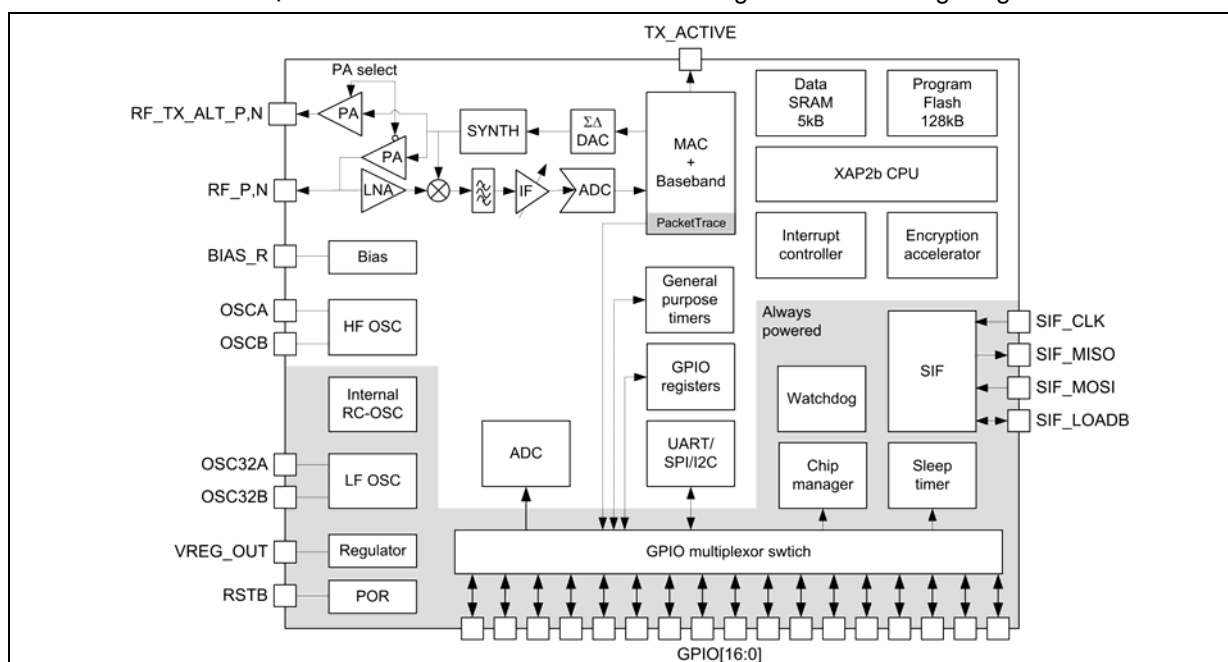 TX_ACTIVE
PA select
RF_TX_ALT_P,N
PA
PA
SYNTH
ΣΔ
DAC
MAC
+
Baseband
PacketTrace
Data
SRAM
5kB
Program
Flash
128kB
XAP2b CPU
RF_P,N
LNA
IF
ADC
Interrupt
controller
Encryption
accelerator
BIAS_R
Bias
OSCA
OSCB
HF OSC
General
purpose
timers
Always
powered
SIF
SIF_CLK
SIF_MISO
SIF_MOSI
SIF_LOADB
Internal
RC-OSC
GPIO
registers
Watchdog
OSC32A
OSC32B
LF OSC
ADC
UART/
SPI/I2C
Chip
manager
Sleep
timer
VREG_OUT
Regulator
GPIO multiplexor swtich
RSTB
POR
GPIO[16:0]